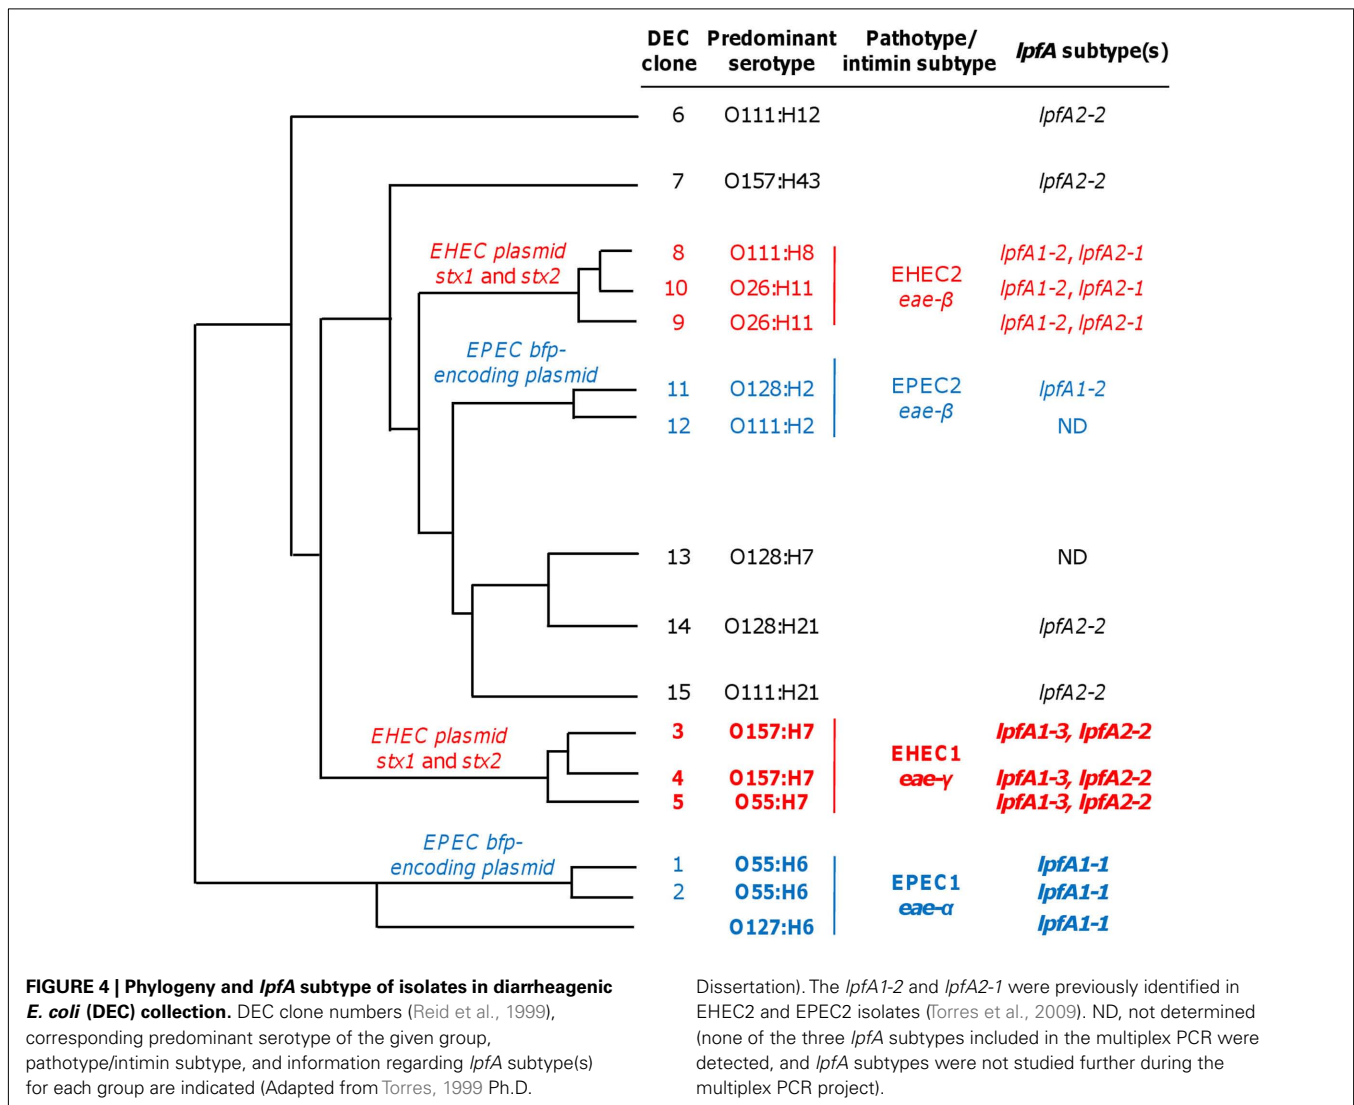 DEC Predominant Pathotype/ lpfA subtype(s)
clone serotype intimin subtype
6 O111:H12 lpfA2-2
7 O157:H43 lpfA2-2
EHEC plasmid
stx1 and stx2
8 O111:H8 lpfA1-2, lpfA2-1
10 O26:H11 lpfA1-2, lpfA2-1
9 O26:H11 lpfA1-2, lpfA2-1
EHEC2
eae-β
EPEC bfp-
encoding plasmid
11 O128:H2 lpfA1-2
12 O111:H2 ND
EPEC2
eae-β
13 O128:H7 ND
14 O128:H21 lpfA2-2
15 O111:H21 lpfA2-2
EHEC plasmid
stx1 and stx2
3 O157:H7 lpfA1-3, lpfA2-2
4 O157:H7 lpfA1-3, lpfA2-2
5 O55:H7 lpfA1-3, lpfA2-2
EHEC1
eae-γ
EPEC bfp-
encoding plasmid
1 O55:H6 lpfA1-1
2 O55:H6 lpfA1-1
O127:H6 lpfA1-1
EPEC1
eae-α
FIGURE 4 | Phylogeny and lpfA subtype of isolates in diarrheagenic
E. coli (DEC) collection. DEC clone numbers (Reid et al., 1999),
corresponding predominant serotype of the given group,
pathotype/intimin subtype, and information regarding lpfA subtype(s)
for each group are indicated (Adapted from Torres, 1999 Ph.D.
Dissertation). The lpfA1-2 and lpfA2-1 were previously identified in
EHEC2 and EPEC2 isolates (Torres et al., 2009). ND, not determined
(none of the three lpfA subtypes included in the multiplex PCR were
detected, and lpfA subtypes were not studied further during the
multiplex PCR project).